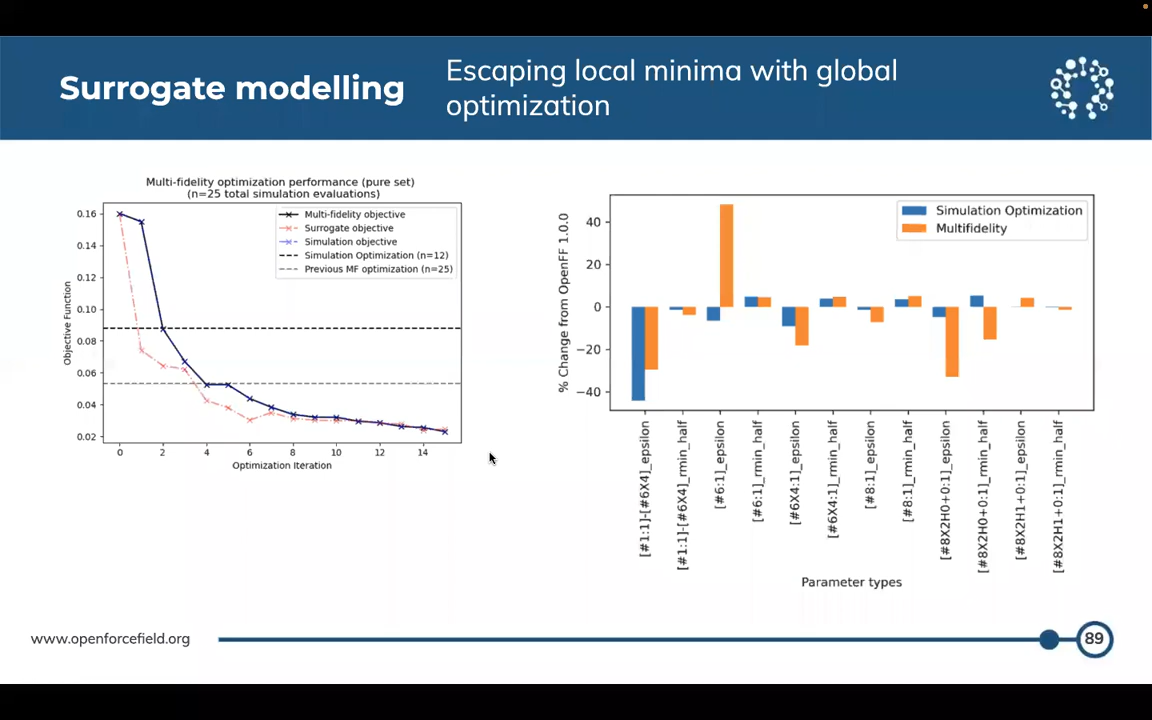 Surrogate modelling
Escaping local minima with global
optimization
Multi-fidelity optimization performance (pure set)
(n=25 total simulation evaluations)
Objective Function
0.16
0.14
0.12
0.10
0.08
0.06
0.04
0.02
Multi-fidelity objective
Surrogate objective
Simulation objective
Simulation Optimization (n=12)
Previous MF optimization (n=25)
0 2 4 6 8 10 12 14
Optimization Iteration
% Change from OpenFF 1.0.0
40
20
0
−20
−40
Simulation Optimization
Multifidelity
[#1:1]-[#6X4]_epsilon
[#1:1]-[#6X4]_rmin_half
[#6:1]_epsilon
[#6:1]_rmin_half
[#6X4:1]_epsilon
[#6X4:1]_rmin_half
[#8:1]_epsilon
[#8:1]_rmin_half
[#8X2H0+0:1]_epsilon
[#8X2H0+0:1]_rmin_half
[#8X2H1+0:1]_epsilon
[#8X2H1+0:1]_rmin_half
Parameter types
www.openforcefield.org
89